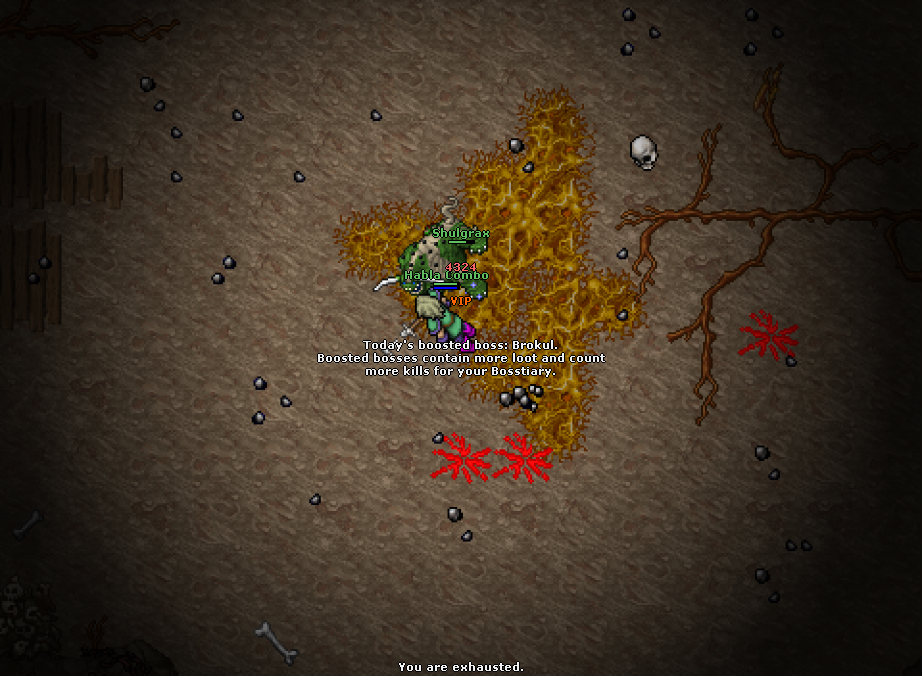 Shulgrax
4324
Habla Combo
VIP
Today's boosted boss: Brokul.
Boosted bosses contain more loot and count
more kills for your Bosstiary.
You are exhausted.